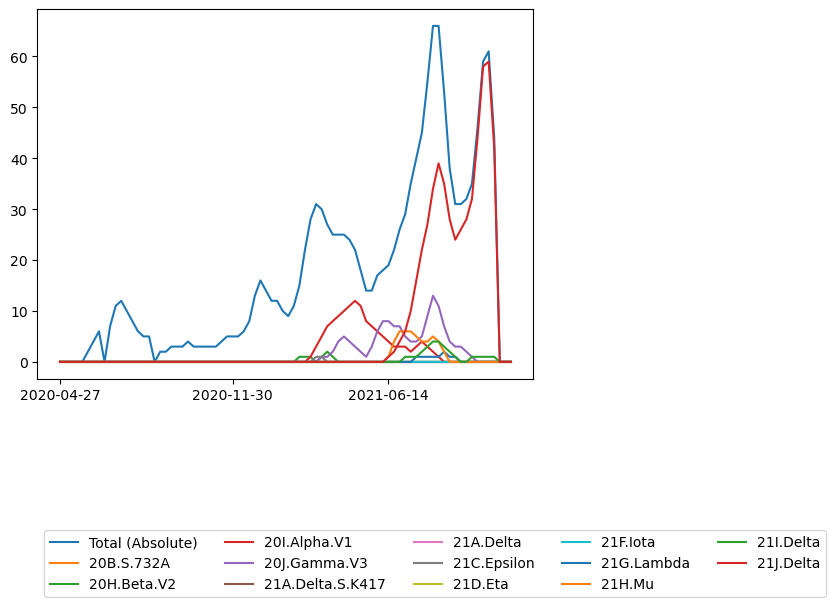 60
50
40
30
20
10
0
2020-04-27 2020-11-30 2021-06-14
Total (Absolute) 20I.Alpha.V1 21A.Delta 21F.Iota 21I.Delta
20B.S.732A 20J.Gamma.V3 21C.Epsilon 21G.Lambda 21J.Delta
20H.Beta.V2 21A.Delta.S.K417 21D.Eta 21H.Mu